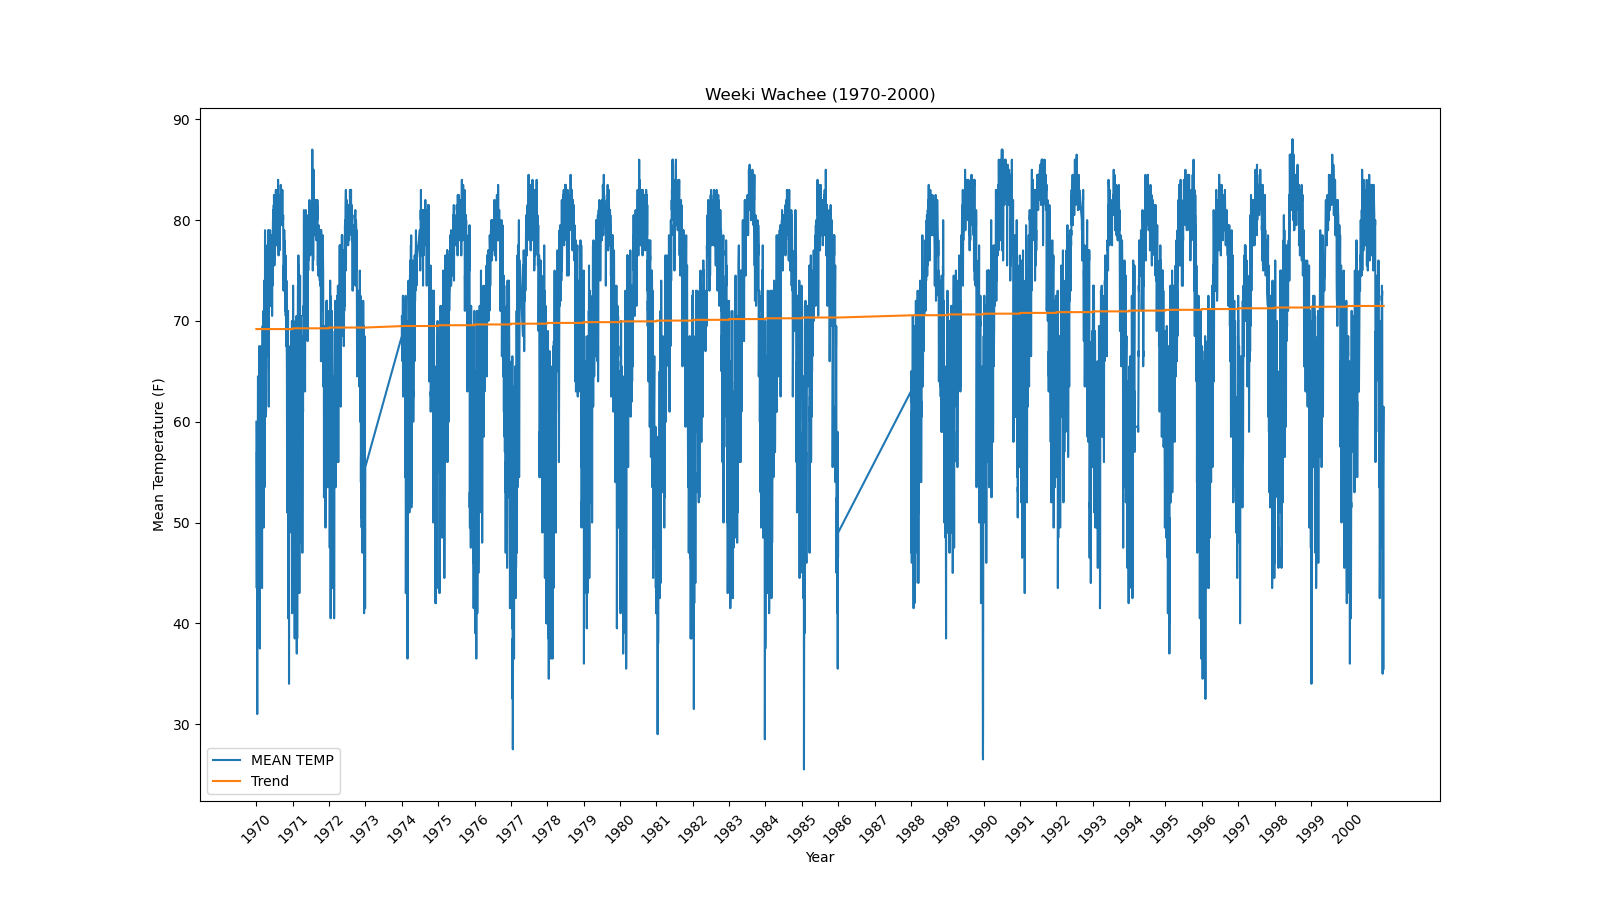 Weeki Wachee (1970-2000)
90
80
70
60
50
40
30
Mean Temperature (F)
MEAN TEMP
Trend
1970 1971 1972 1973 1974 1975 1976 1977 1978 1979 1980 1981 1982 1983 1984 1985 1986 1987 1988 1989 1990 1991 1992 1993 1994 1995 1996 1997 1998 1999 2000
Year